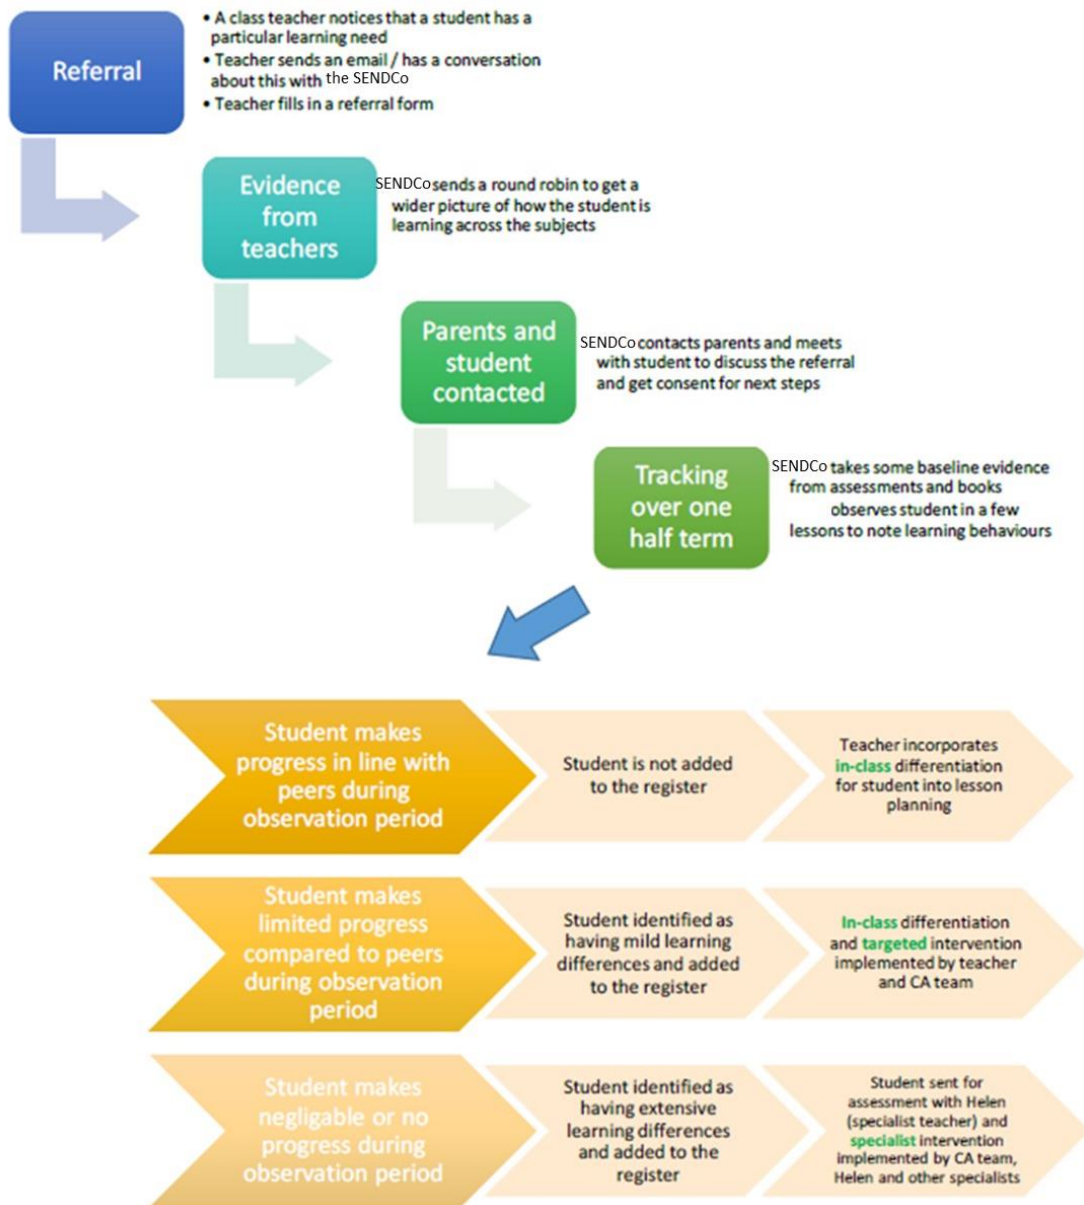 Referral
• A class teacher notices that a student has a
particular learning need
• Teacher sends an email / has a conversation
about this with the SENDCo
• Teacher fills in a referral form
Evidence
from
teachers
SENDCo sends a round robin to get a
wider picture of how the student is
learning across the subjects
Parents and
student
contacted
SENDCo contacts parents and meets
with student to discuss the referral
and get consent for next steps
Tracking
over one
half term
SENDCo takes some baseline evidence
from assessments and books
observes student in a few
lessons to note learning behaviours
Student makes
progress in line with
peers during
observation period
Student is not added
to the register
Teacher incorporates
in-class differentiation
for student into lesson
planning
Student makes
limited progress
compared to peers
during observation
period
Student identified as
having mild learning
differences and added
to the register
In-class differentiation
and targeted intervention
implemented by teacher
and CA team
Student makes
negligable or no
progress during
observation period
Student identified as
having extensive
learning differences
and added to the
register
Student sent for
assessment with Helen
(specialist teacher) and
specialist intervention
implemented by CA team,
Helen and other specialists